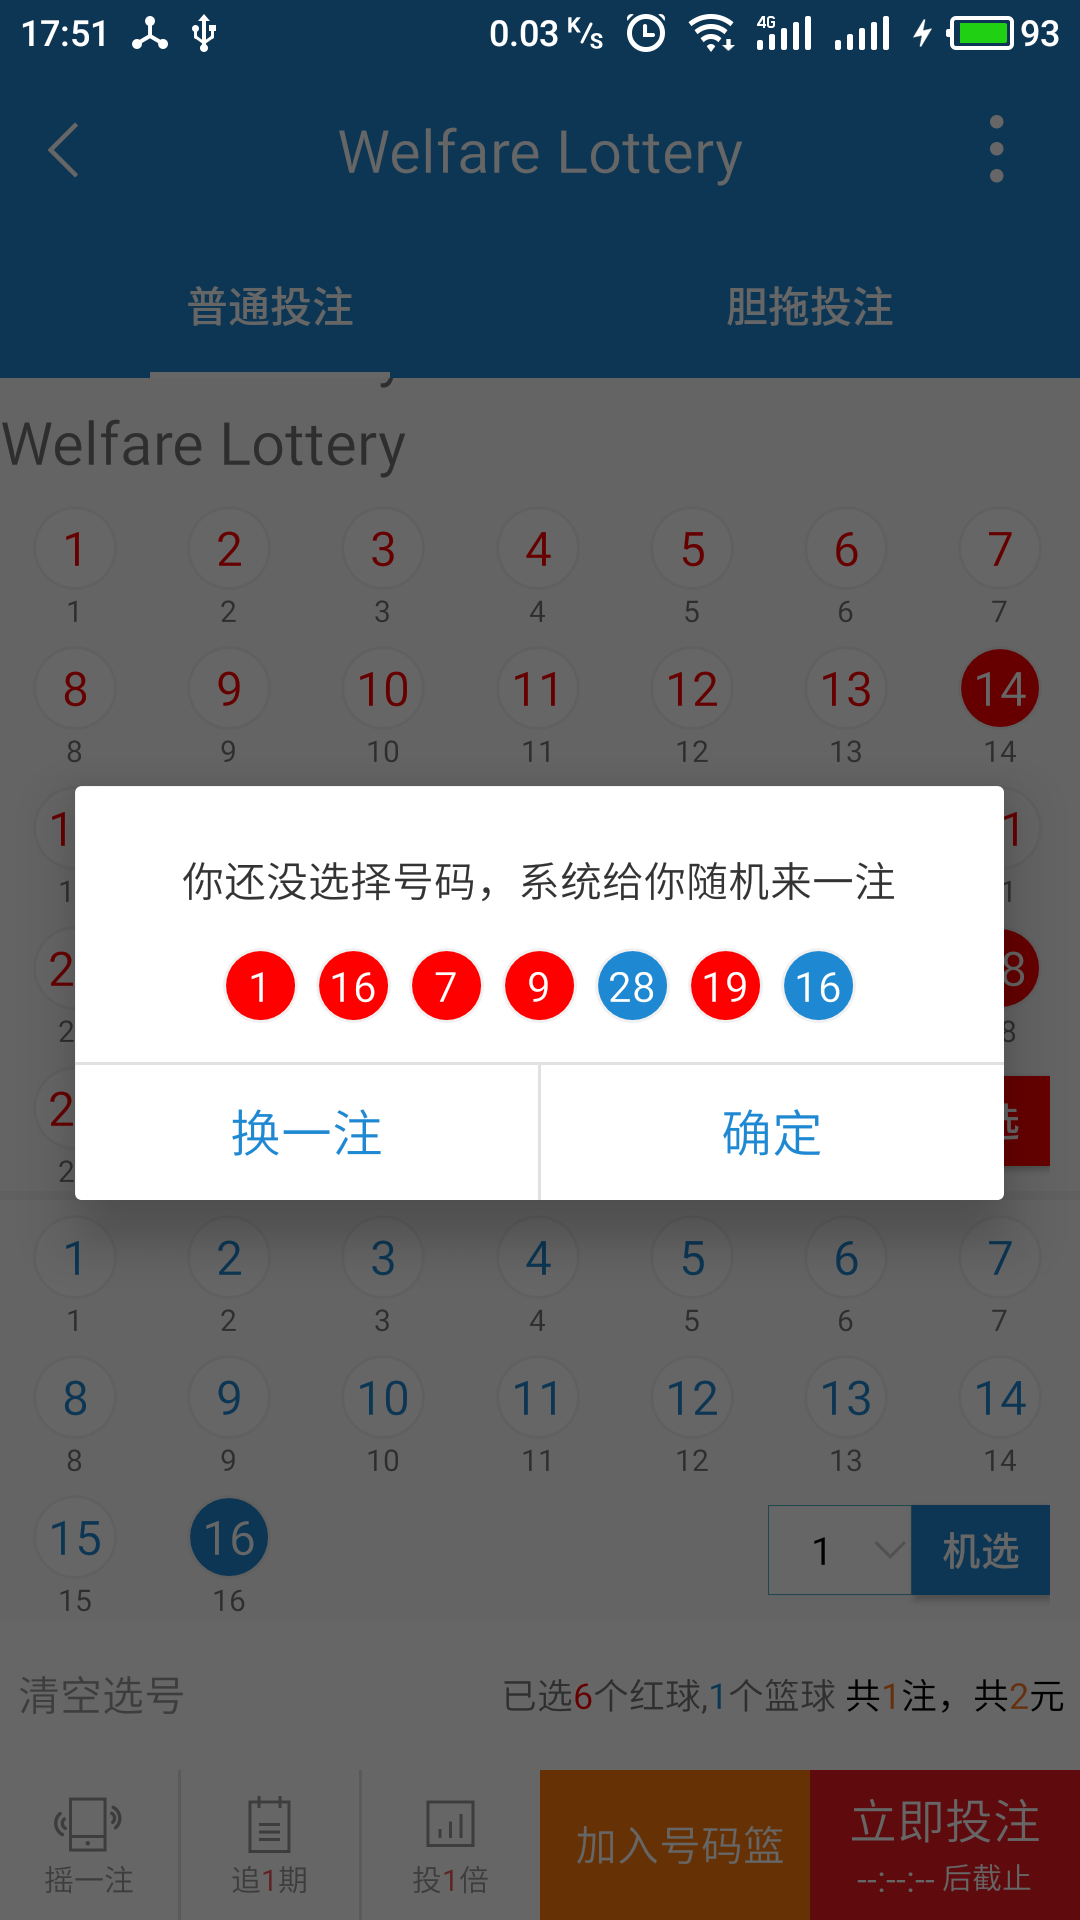 17:51 0.03 K/s 4G 93
Welfare Lottery
普通投注 胆拖投注
Welfare Lottery
1 2 3 4 5 6 7
1 2 3 4 5 6 7
8 9 10 11 12 13 14
8 9 10 11 12 13 14
你还没选择号码，系统给你随机来一注
1 16 7 9 28 19 16
换一注 确定
1 2 3 4 5 6 7
1 2 3 4 5 6 7
8 9 10 11 12 13 14
8 9 10 11 12 13 14
15 16 1 机选
15 16
清空选号 已选6个红球,1个篮球 共1注，共2元
摇一注 追1期 投1倍 加入号码篮 立即投注
--:--:-- 后截止